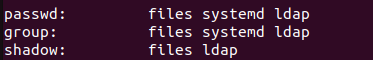 passwd:         files systemd ldap
group:          files systemd ldap
shadow:         files ldap